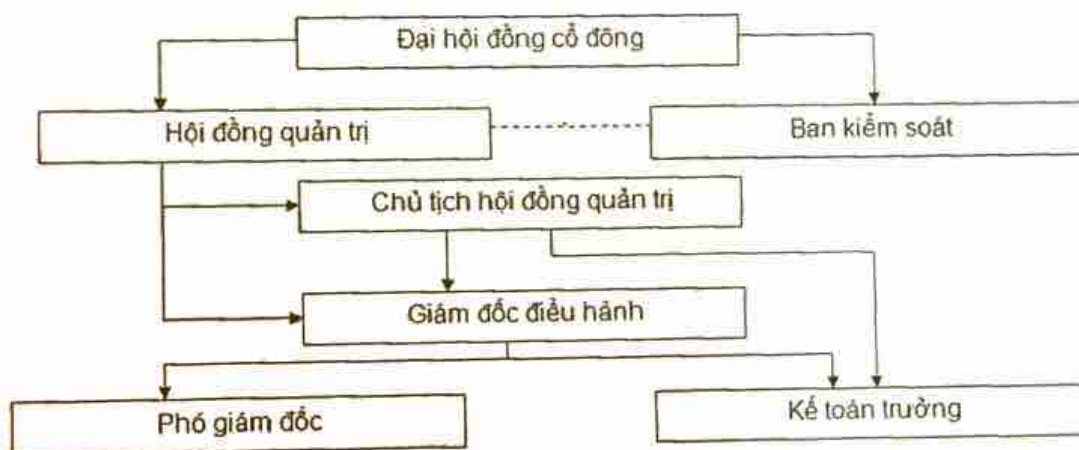 Đại hội đồng cổ đông
Hội đồng quản trị
Ban kiểm soát
Chủ tịch hội đồng quản trị
Giám đốc điều hành
Phó giám đốc
Kế toán trưởng